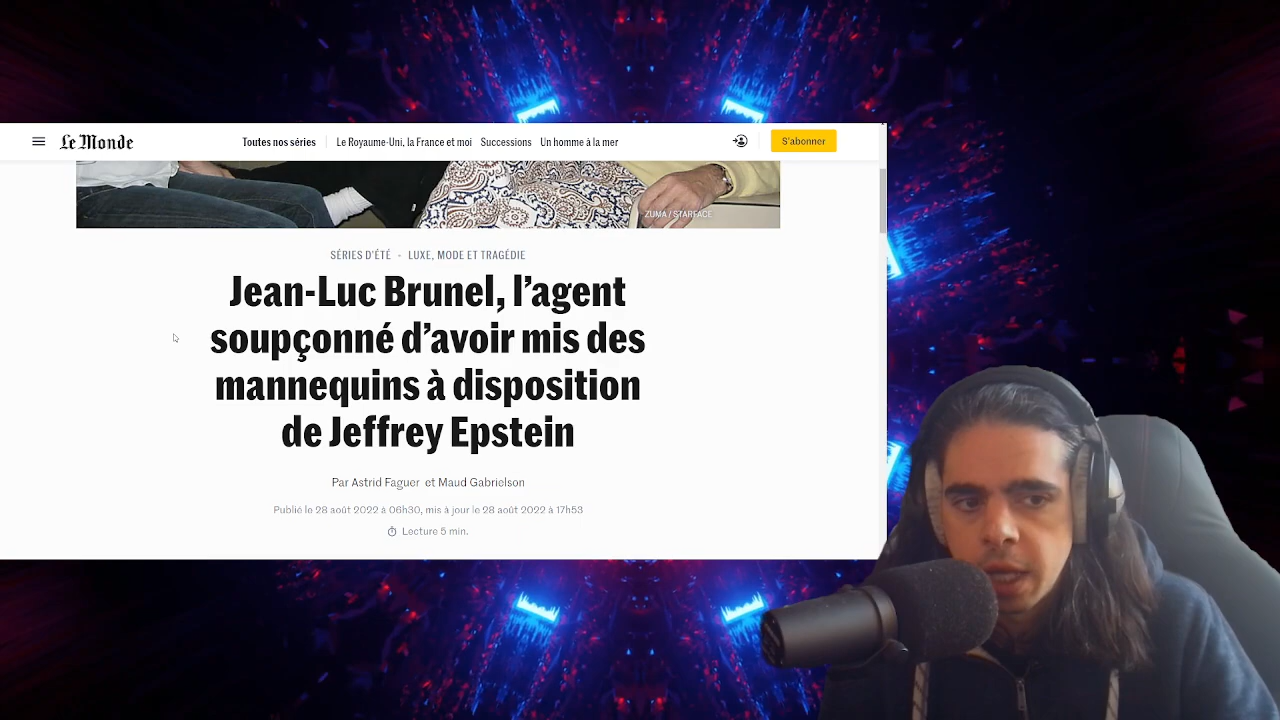 Le Monde
Toutes nos séries
Le Royaume-Uni, la France et moi
Successions
Un homme à la mer
S'abonner
ZUMA / STARFACE
SÉRIES D'ÉTÉ • LUXE, MODE ET TRAGÉDIE
Jean-Luc Brunel, l'agent
soupçonné d'avoir mis des
mannequins à disposition
de Jeffrey Epstein
Par Astrid Faguer et Maud Gabrielson
Publié le 28 août 2022 à 06h30, mis à jour le 28 août 2022 à 17h53
Lecture 5 min.